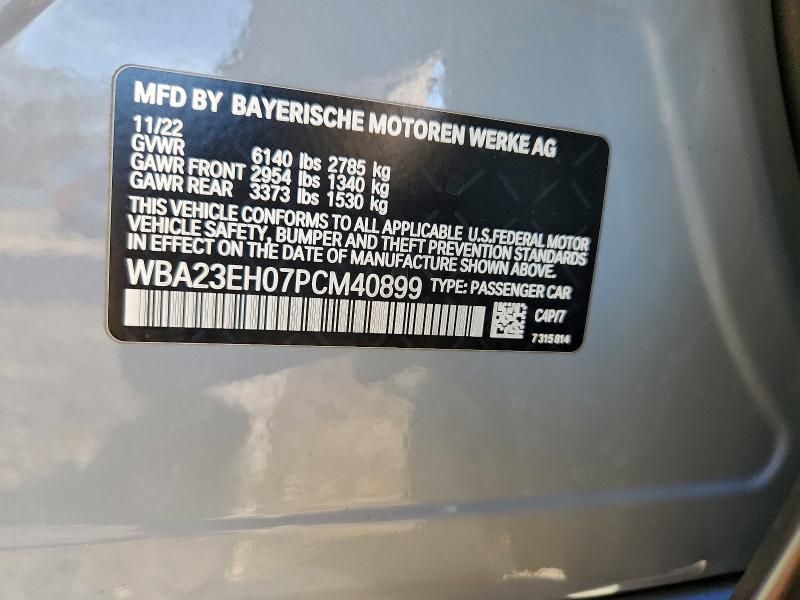 MFD BY BAYERISCHE MOTOREN WERKE AG
11/22
GVWR 6140 lbs 2785 kg
GAWR FRONT 2954 lbs 1340 kg
GAWR REAR 3373 lbs 1530 kg
THIS VEHICLE CONFORMS TO ALL APPLICABLE U.S.FEDERAL MOTOR
VEHICLE SAFETY, BUMPER AND THEFT PREVENTION STANDARDS
IN EFFECT ON THE DATE OF MANUFACTURE SHOWN ABOVE.
WBA23EH07PCM40899 TYPE: PASSENGER CAR
C4P/7
7315814